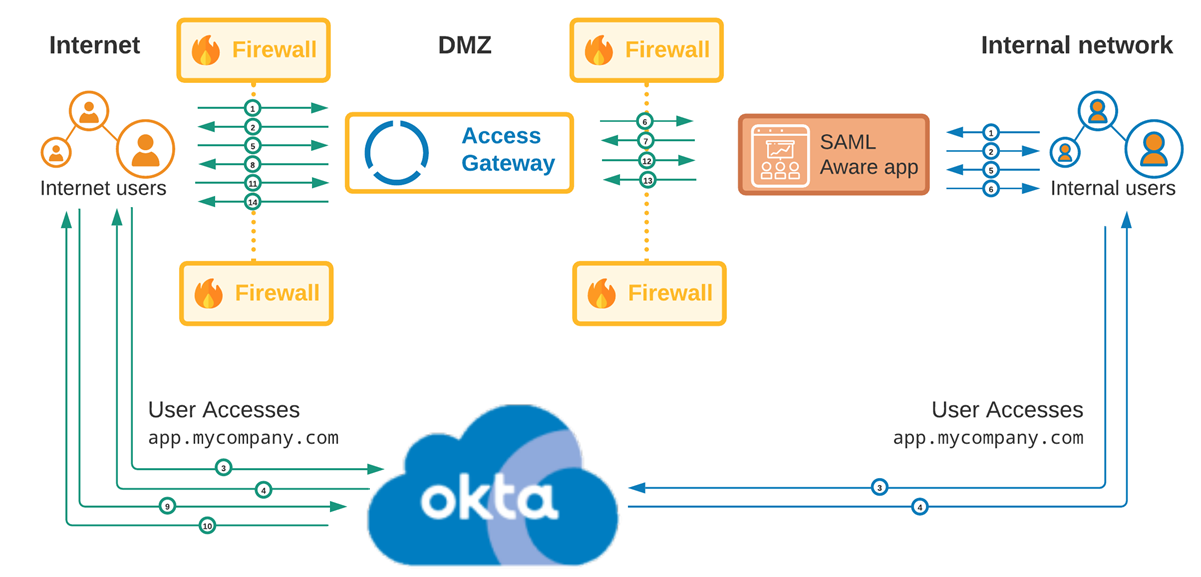 Internet
Firewall
DMZ
Firewall
Internal network
1
2
5
8
11
14
Access
Gateway
6
7
12
13
SAML
Aware app
1
2
5
6
Internet users
Internal users
Firewall
Firewall
User Accesses
app.mycompany.com
User Accesses
app.mycompany.com
3
4
9
10
okta
3
4